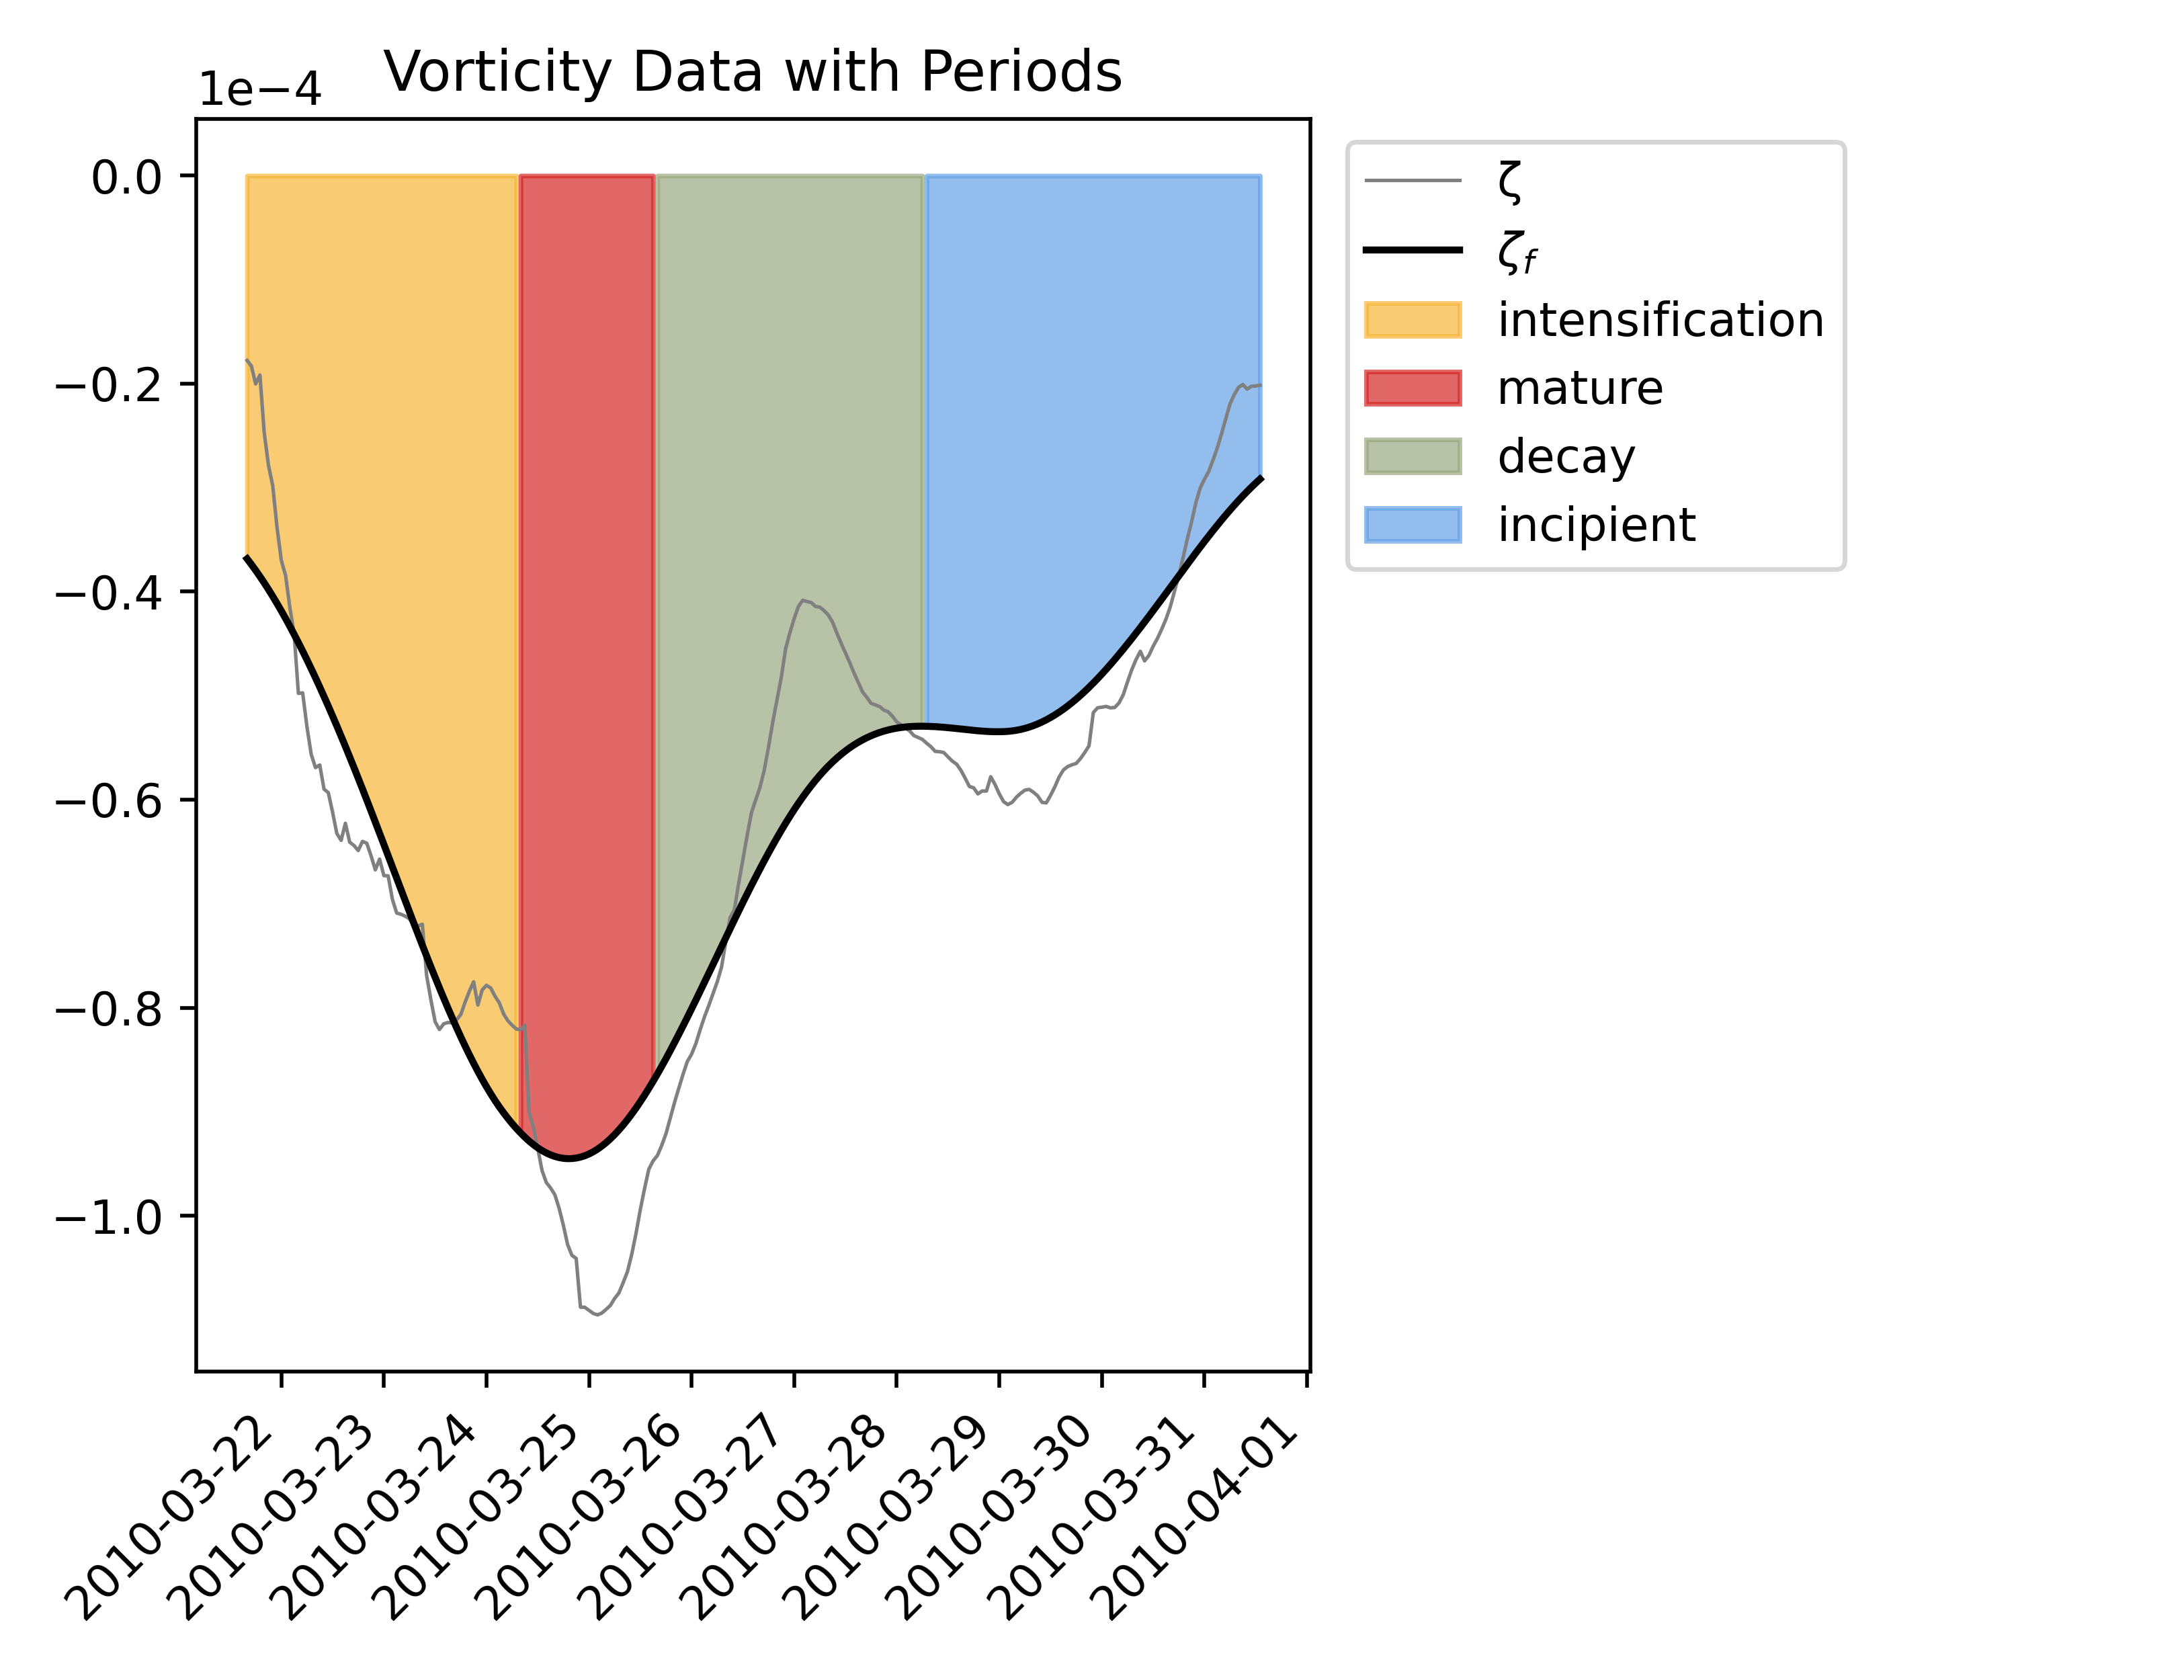 Vorticity Data with Periods
1e−4
0.0
−0.2
−0.4
−0.6
−0.8
−1.0
2010-03-22
2010-03-23
2010-03-24
2010-03-25
2010-03-26
2010-03-27
2010-03-28
2010-03-29
2010-03-30
2010-03-31
2010-04-01
ζ
ζf
intensification
mature
decay
incipient